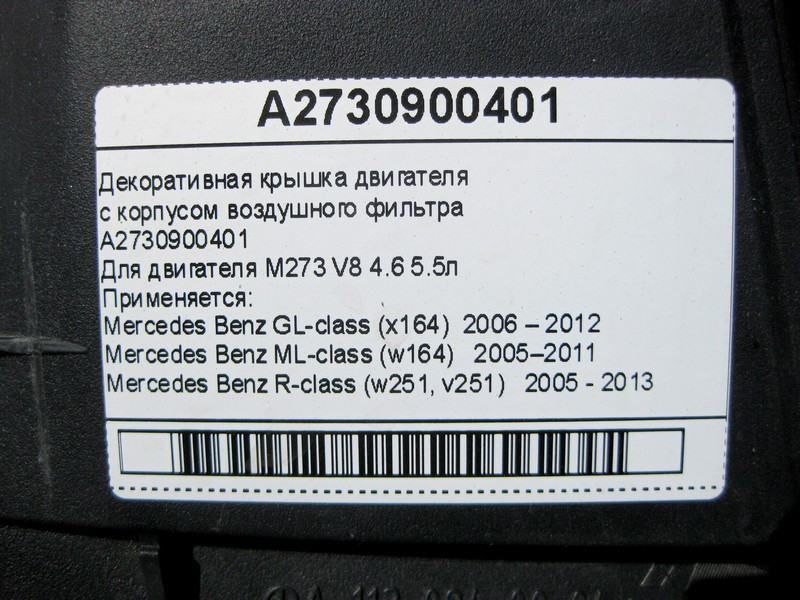 A2730900401
Декоративная крышка двигателя
с корпусом воздушного фильтра
A2730900401
Для двигателя М273 V8 4.6 5.5л
Применяется:
Mercedes Benz GL-class (x164) 2006 – 2012
Mercedes Benz ML-class (w164) 2005–2011
Mercedes Benz R-class (w251, v251) 2005 - 2013